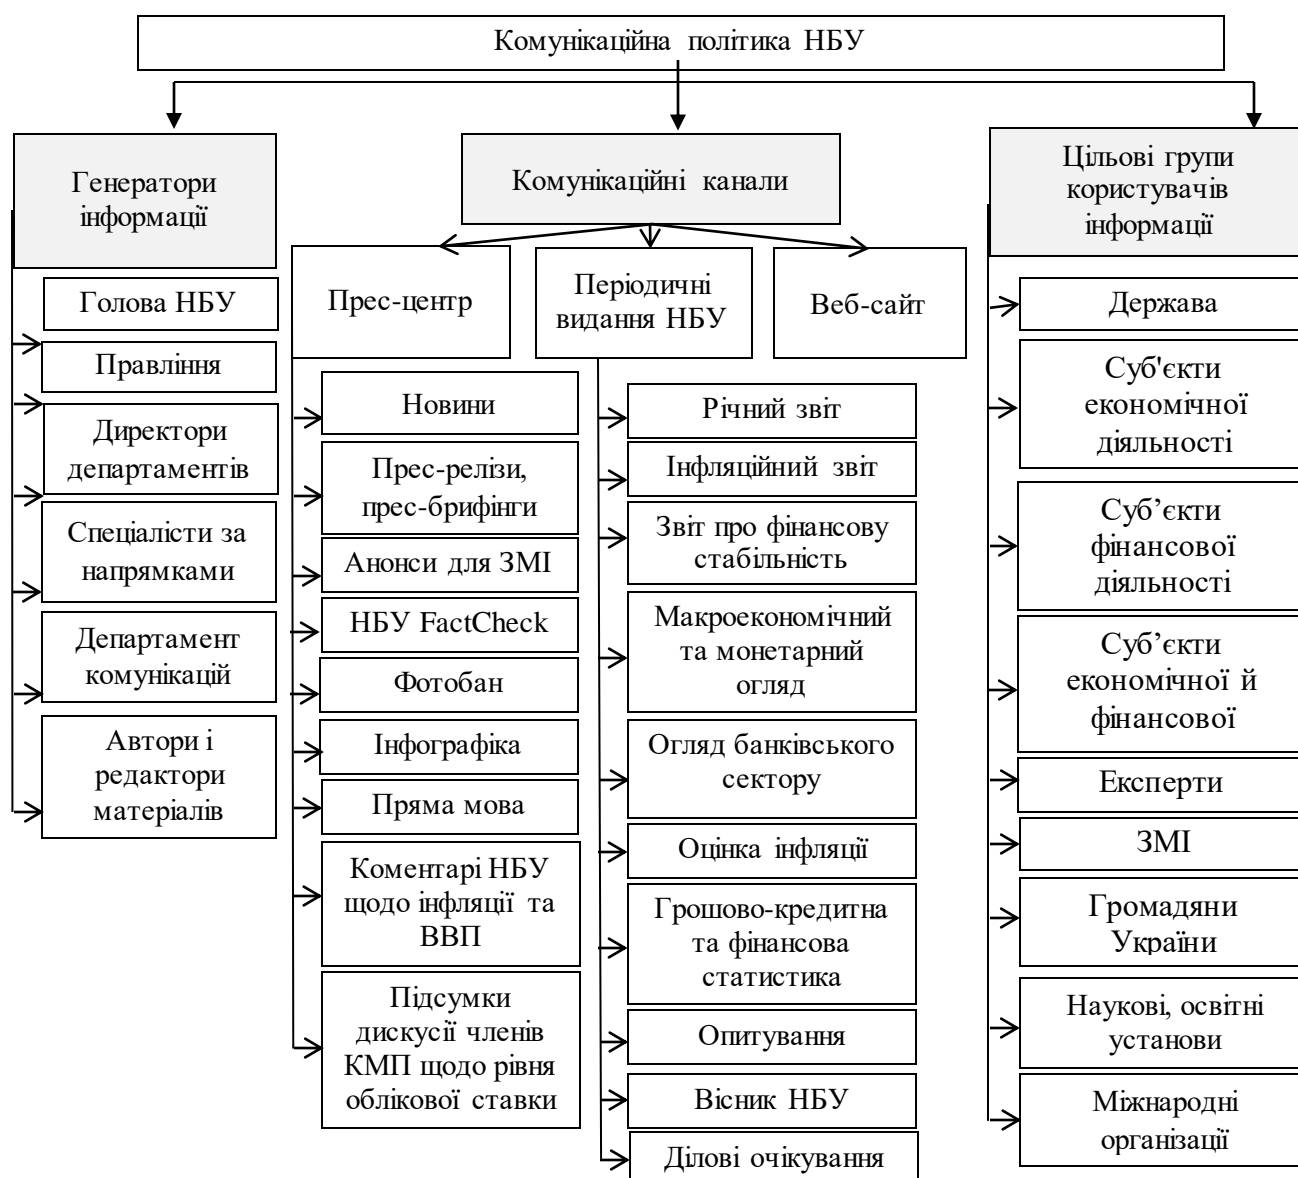 Комунікаційна політика НБУ
Генератори
інформації
Голова НБУ
Правління
Директори
департаментів
Спеціалісти за
напрямками
Департамент
комунікацій
Автори і
редактори
матеріалів
Комунікаційні канали
Прес-центр
Новини
Прес-релізи,
прес-брифінги
Анонси для ЗМІ
НБУ FactCheck
Фотобан
Інфографіка
Пряма мова
Коментарі НБУ
щодо інфляції та
ВВП
Підсумки
дискусії членів
КМП щодо рівня
облікової ставки
Періодичні
видання НБУ
Річний звіт
Інфляційний звіт
Звіт про фінансову
стабільність
Макроекономічний
та монетарний
огляд
Огляд банківського
сектору
Оцінка інфляції
Грошово-кредитна
та фінансова
статистика
Опитування
Вісник НБУ
Ділові очікування
Веб-сайт
Цільові групи
користувачів
інформації
Держава
Суб'єкти
економічної
діяльності
Суб’єкти
фінансової
діяльності
Суб’єкти
економічної й
фінансової
Експерти
ЗМІ
Громадяни
України
Наукові, освітні
установи
Міжнародні
організації